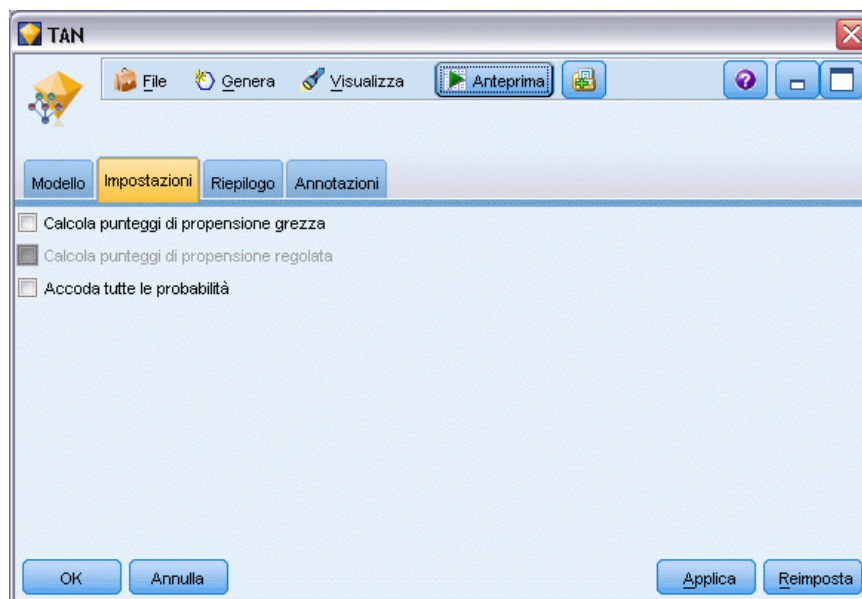 TAN
File Genera Visualizza Anteprima
Modello Impostazioni Riepilogo Annotazioni
Calcola punteggi di propensione grezza
Calcola punteggi di propensione regolata
Accoda tutte le probabilità
OK Annulla Applica Reimposta